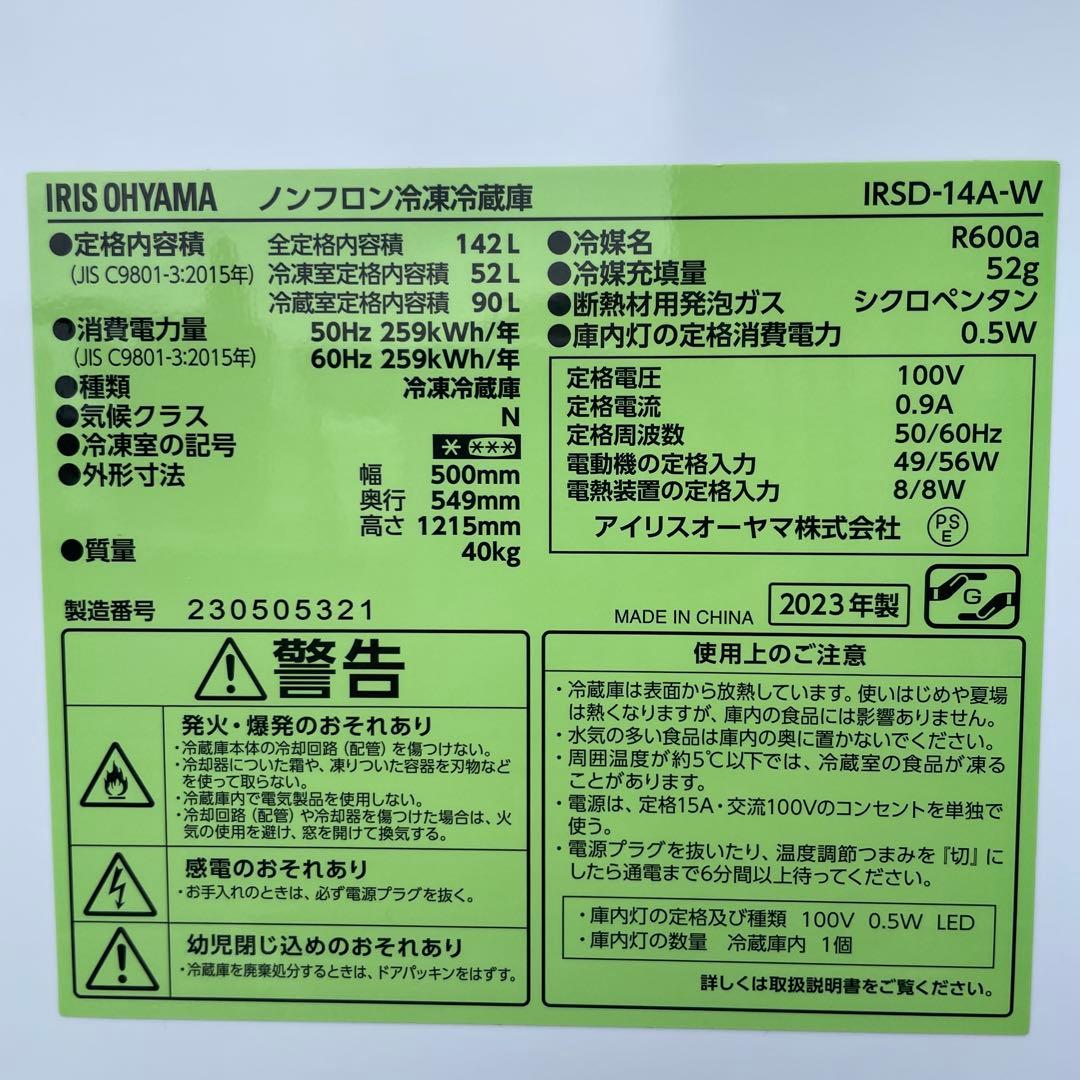 IRIS OHYAMA ノンフロン冷凍冷蔵庫 IRSD-14A-W
●定格内容積 全定格内容積 142L
(JIS C9801-3:2015年) 冷凍室定格内容積 52L
冷蔵室定格内容積 90L
●消費電力量 50Hz 259kWh/年
(JIS C9801-3:2015年) 60Hz 259kWh/年
●種類 冷凍冷蔵庫
●気候クラス N
●冷凍室の記号 * ***
●外形寸法 幅 500mm
奥行 549mm
高さ 1215mm
●質量 40kg
製造番号 230505321
●冷媒名 R600a
●冷媒充填量 52g
●断熱材用発泡ガス シクロペンタン
●庫内灯の定格消費電力 0.5W
定格電圧 100V
定格電流 0.9A
定格周波数 50/60Hz
電動機の定格入力 49/56W
電熱装置の定格入力 8/8W
アイリスオーヤマ株式会社 PSE
MADE IN CHINA 2023年製 G
警告
発火・爆発のおそれあり
・冷蔵庫本体の冷却回路（配管）を傷つけない。
・冷却器についた霜や、凍りついた容器を刃物など
を使って取らない。
・冷蔵庫内で電気製品を使用しない。
・冷却回路（配管）や冷却器を傷つけた場合は、火
気の使用を避け、窓を開けて換気する。
感電のおそれあり
・お手入れのときは、必ず電源プラグを抜く。
幼児閉じ込めのおそれあり
・冷蔵庫を廃棄処分するときは、ドアパッキンをはずす。
使用上のご注意
・冷蔵庫は表面から放熱しています。使いはじめや夏場
は熱くなりますが、庫内の食品には影響ありません。
・水気の多い食品は庫内の奥に置かないでください。
・周囲温度が約5℃以下では、冷蔵室の食品が凍る
ことがあります。
・電源は、定格15A・交流100Vのコンセントを単独で
使う。
・電源プラグを抜いたり、温度調節つまみを『切』に
したら通電まで6分間以上待ってください。
・庫内灯の定格及び種類 100V 0.5W LED
・庫内灯の数量 冷蔵庫内 1個
詳しくは取扱説明書をご覧ください。